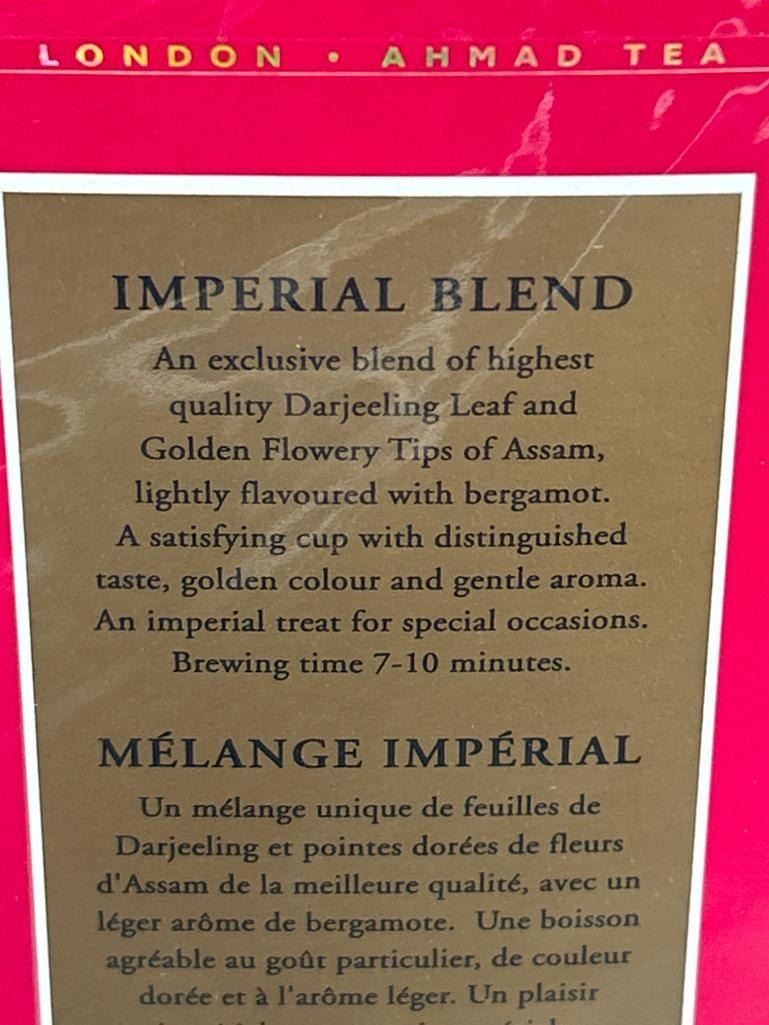 LONDON • AHMAD TEA
IMPERIAL BLEND
An exclusive blend of highest
quality Darjeeling Leaf and
Golden Flowery Tips of Assam,
lightly flavoured with bergamot.
A satisfying cup with distinguished
taste, golden colour and gentle aroma.
An imperial treat for special occasions.
Brewing time 7-10 minutes.
MÉLANGE IMPÉRIAL
Un mélange unique de feuilles de
Darjeeling et pointes dorées de fleurs
d'Assam de la meilleure qualité, avec un
léger arôme de bergamote. Une boisson
agréable au goût particulier, de couleur
dorée et à l'arôme léger. Un plaisir